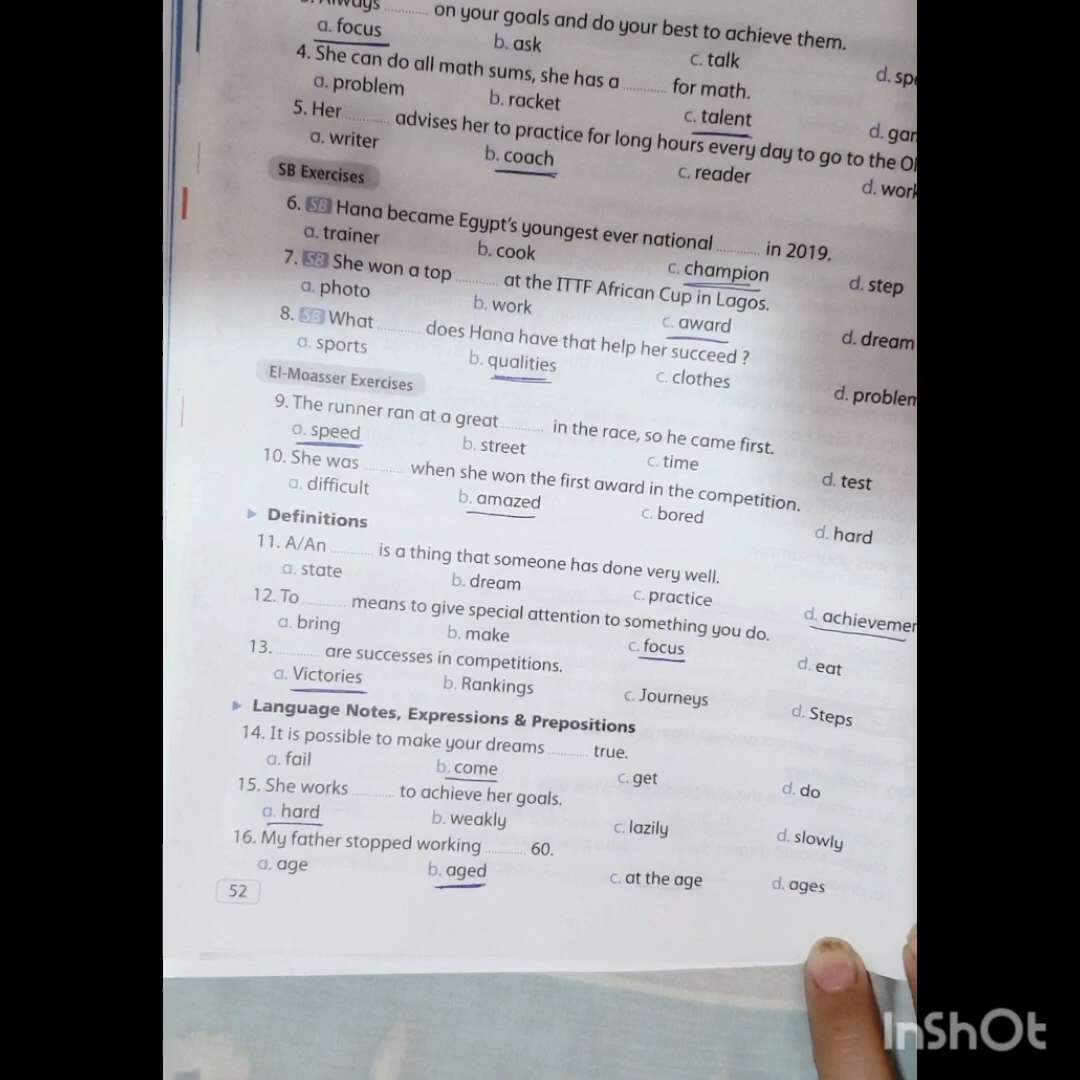 3. Always .......... on your goals and do your best to achieve them.
a. focus b. ask c. talk
4. She can do all math sums, she has a .......... for math.
a. problem b. racket c. talent
5. Her .......... advises her to practice for long hours every day to go to the
a. writer b. coach c. reader
SB Exercises
6. SB Hana became Egypt's youngest ever national .......... in 2019.
a. trainer b. cook c. champion d. step
7. SB She won a top .......... at the ITTF African Cup in Lagos.
a. photo b. work c. award d. dream
8. SB What .......... does Hana have that help her succeed ?
a. sports b. qualities c. clothes d. problem
El-Moasser Exercises
9. The runner ran at a great .......... in the race, so he came first.
a. speed b. street c. time d. test
10. She was .......... when she won the first award in the competition.
a. difficult b. amazed c. bored d. hard
Definitions
11. A/An .......... is a thing that someone has done very well.
a. state b. dream c. practice d. achievemen
12. To .......... means to give special attention to something you do.
a. bring b. make c. focus d. eat
13. .......... are successes in competitions.
a. Victories b. Rankings c. Journeys d. Steps
Language Notes, Expressions & Prepositions
14. It is possible to make your dreams .......... true.
a. fail b. come c. get d. do
15. She works .......... to achieve her goals.
a. hard b. weakly c. lazily d. slowly
16. My father stopped working .......... 60.
a. age b. aged c. at the age d. ages
52
InShOt